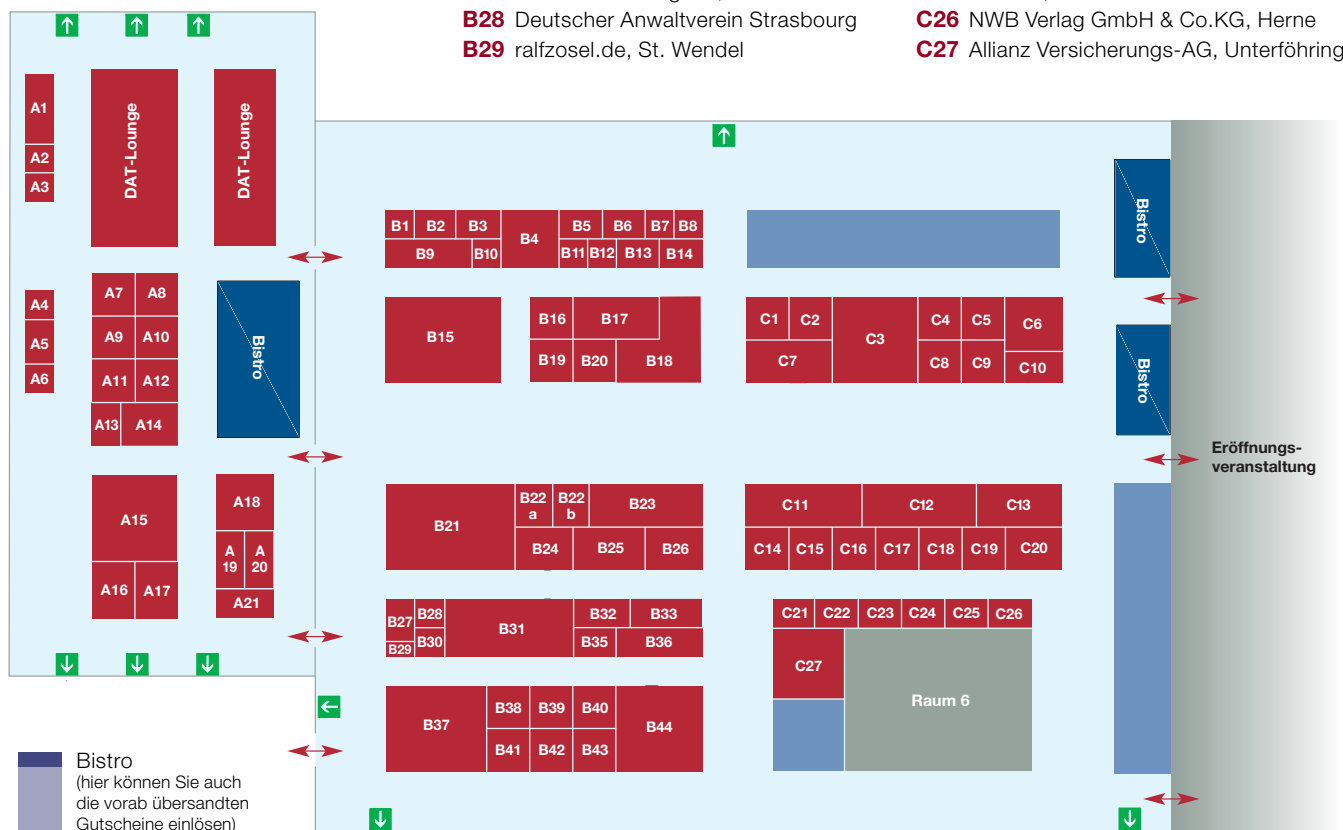 B28 Deutscher Anwaltverein Strasbourg
B29 ralfzosel.de, St. Wendel
C26 NWB Verlag GmbH & Co.KG, Herne
C27 Allianz Versicherungs-AG, Unterföhring
A1
A2
A3
DAT-Lounge
DAT-Lounge
A4
A5
A6
A7 A8
A9 A10
A11 A12
A13 A14
Bistro
A15
A16 A17
A18
A
19
A
20
A21
B1 B2 B3 B4 B5 B6 B7 B8
B9 B10 B11 B12 B13 B14
B15
B16 B17
B18
B19 B20
C1 C2 C3 C4 C5 C6
C7 C8 C9 C10
Bistro
Bistro
Eröffnungs-
veranstaltung
B21
B22
a
B22
b
B23
B24 B25 B26
C11 C12 C13
C14 C15 C16 C17 C18 C19 C20
B27 B28
B29 B30
B31
B32 B33
B35 B36
C21 C22 C23 C24 C25 C26
C27
Raum 6
B37
B38 B39 B40
B41 B42 B43
B44
Bistro
(hier können Sie auch
die vorab übersandten
Gutscheine einlösen)